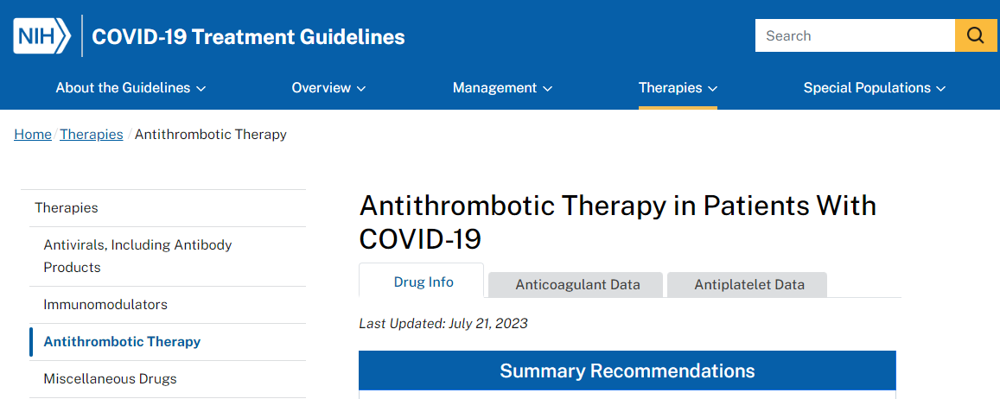 NIH COVID-19 Treatment Guidelines
Search
About the Guidelines Overview Management Therapies Special Populations
Home / Therapies / Antithrombotic Therapy
Therapies
Antivirals, Including Antibody
Products
Immunomodulators
Antithrombotic Therapy
Miscellaneous Drugs
Antithrombotic Therapy in Patients With
COVID-19
Drug Info Anticoagulant Data Antiplatelet Data
Last Updated: July 21, 2023
Summary Recommendations